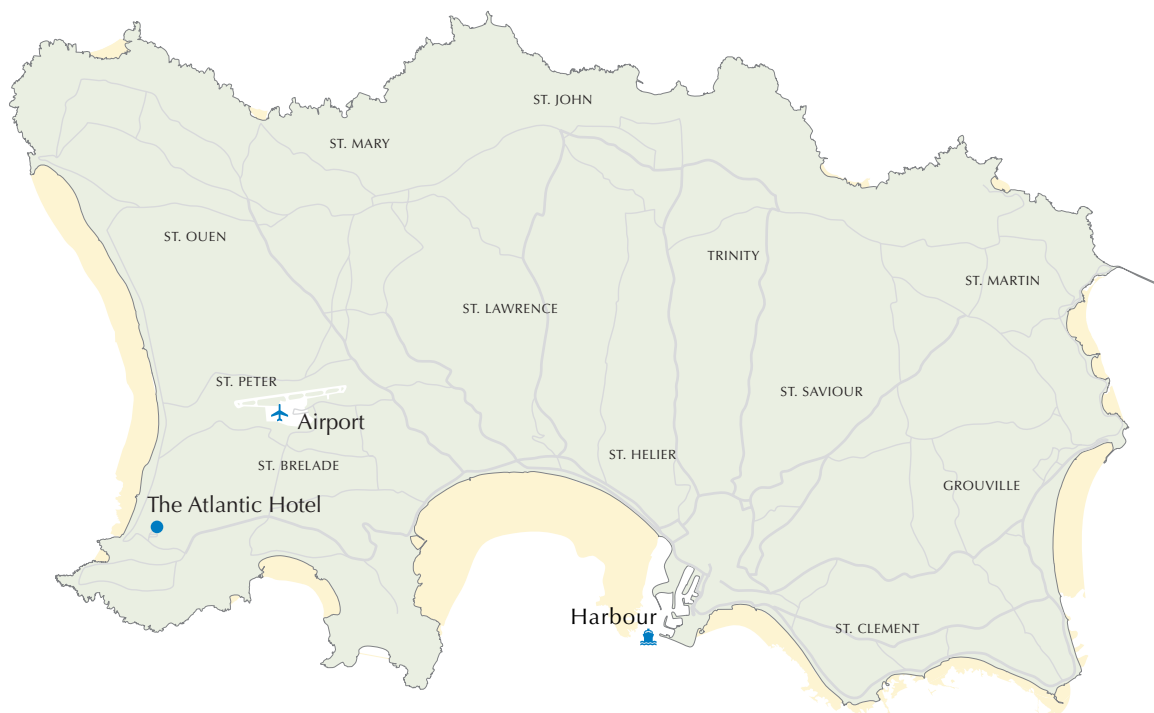 ST. JOHN
ST. MARY
ST. OUEN
TRINITY
ST. MARTIN
ST. LAWRENCE
ST. PETER
ST. SAVIOUR
Airport
ST. HELIER
ST. BRELADE
GROUVILLE
The Atlantic Hotel
Harbour
ST. CLEMENT